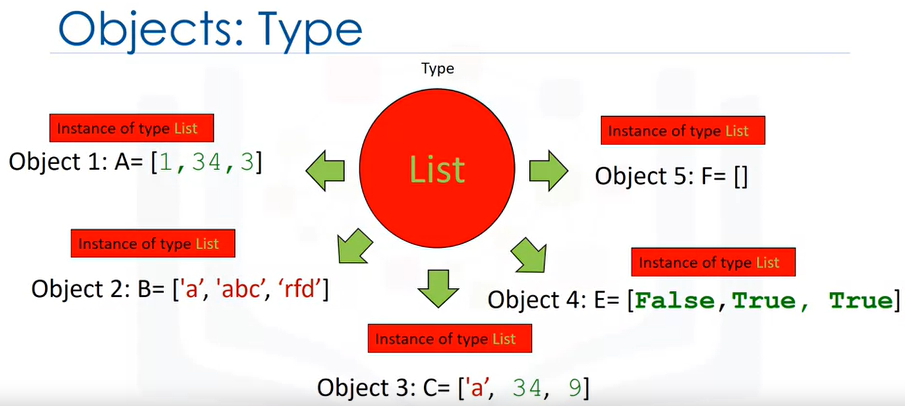 Objects: Type
Type
List
Instance of type List
Object 1: A= [1,34,3]
Instance of type List
Object 2: B= ['a’, 'abc’, ‘rfd’]
Instance of type List
Object 3: C= ['a’, 34, 9]
Instance of type List
Object 4: E= [False,True, True]
Instance of type List
Object 5: F= []